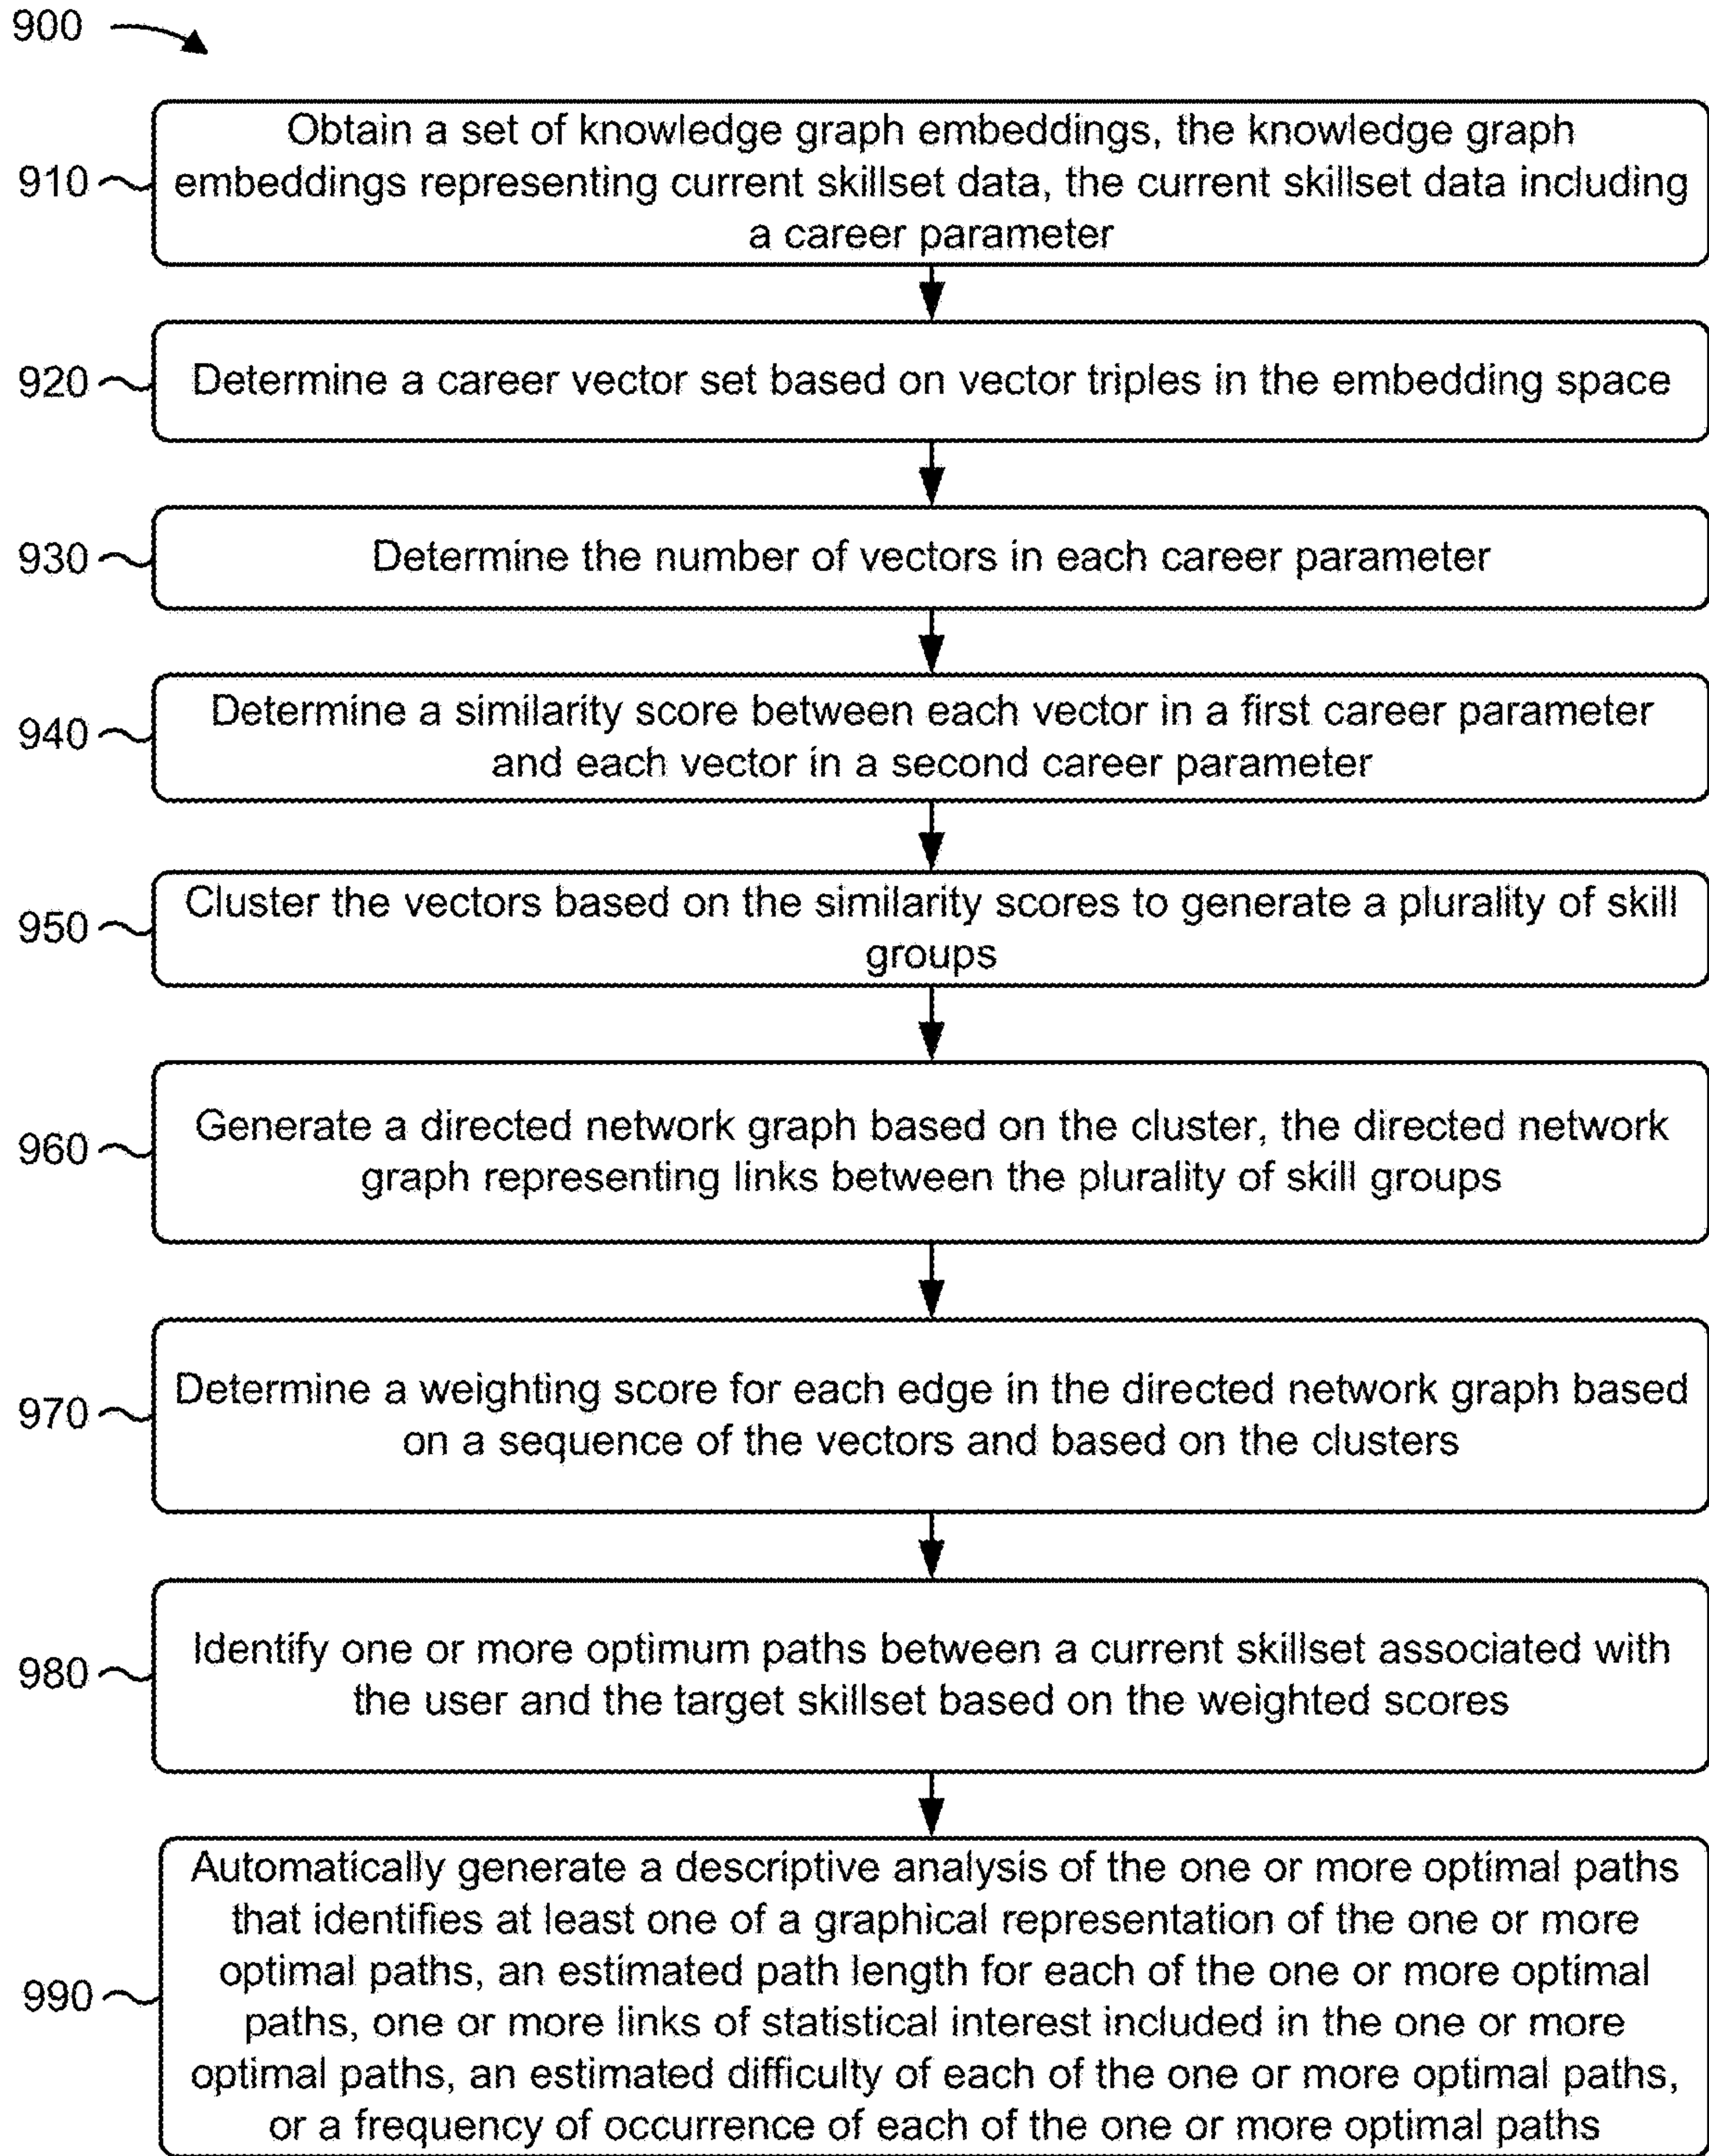 900
Obtain a set of knowledge graph embeddings, the knowledge graph
910 embeddings representing current skillset data, the current skillset data including
a career parameter
920 Determine a career vector set based on vector triples in the embedding space
930 Determine the number of vectors in each career parameter
Determine a similarity score between each vector in a first career parameter
940
and each vector in a second career parameter
Cluster the vectors based on the similarity scores to generate a plurality of skill
950
groups
Generate a directed network graph based on the cluster, the directed network
960
graph representing links between the plurality of skill groups
Determine a weighting score for each edge in the directed network graph based
970
on a sequence of the vectors and based on the clusters
Identify one or more optimum paths between a current skillset associated with
980
the user and the target skillset based on the weighted scores
Automatically generate a descriptive analysis of the one or more optimal paths
that identifies at least one of a graphical representation of the one or more
optimal paths, an estimated path length for each of the one or more optimal
990
paths, one or more links of statistical interest included in the one or more
optimal paths, an estimated difficulty of each of the one or more optimal paths,
or a frequency of occurrence of each of the one or more optimal paths